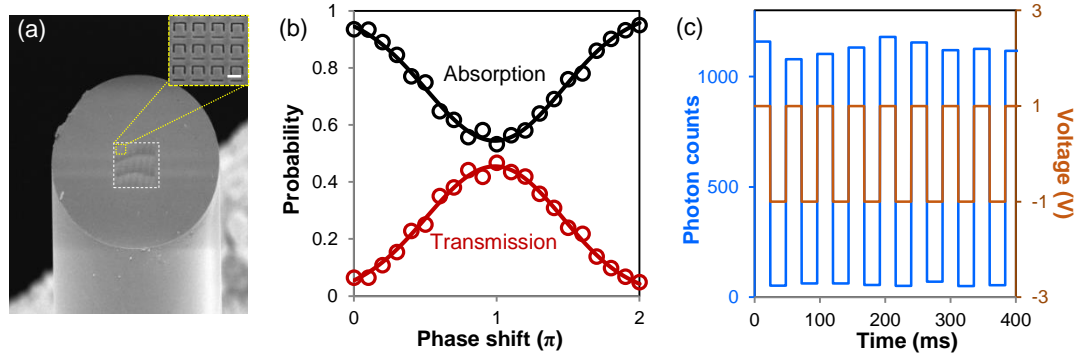 (a)
(b)
1
0.8
0.6
0.4
0.2
0
Probability
Absorption
Transmission
0
1
2
Phase shift (π)
(c)
1000
500
0
Photon counts
3
1
-1
-3
Voltage (V)
0
100
200
300
400
Time (ms)